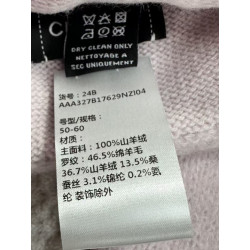 C
DRY CLEAN ONLY
NETTOYAGE A
SEC UNIQUEMENT
货号：24B
AAA327B17629NZI04
型号/规格：
50-60
材质：
主面料：100%山羊绒
罗纹：46.5%绵羊毛
36.7%山羊绒 13.5%桑
蚕丝 3.1%锦纶 0.2%氨
纶 装饰除外